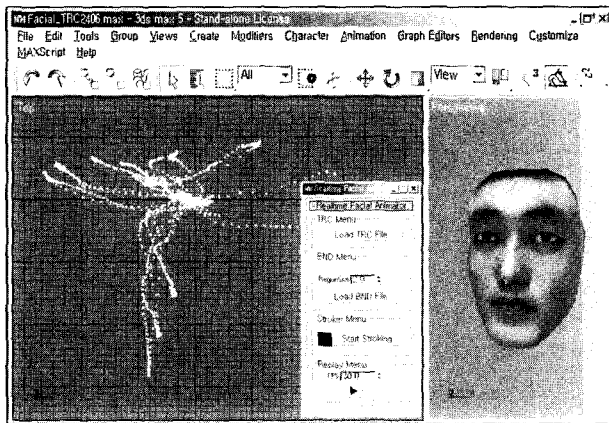 Facial_TRC2406.max - 3ds max 5 - Stand-alone License
File Edit Tools Group Views Create Modifiers Character Animation Graph Editors Rendering Customize
MAXScript Help
All
View
3
Top
Realtime Facial Animator
TRC Menu
Load TRC File
BND Menu
Load BND File
Stroker Menu
Start Stroking
Replay Menu